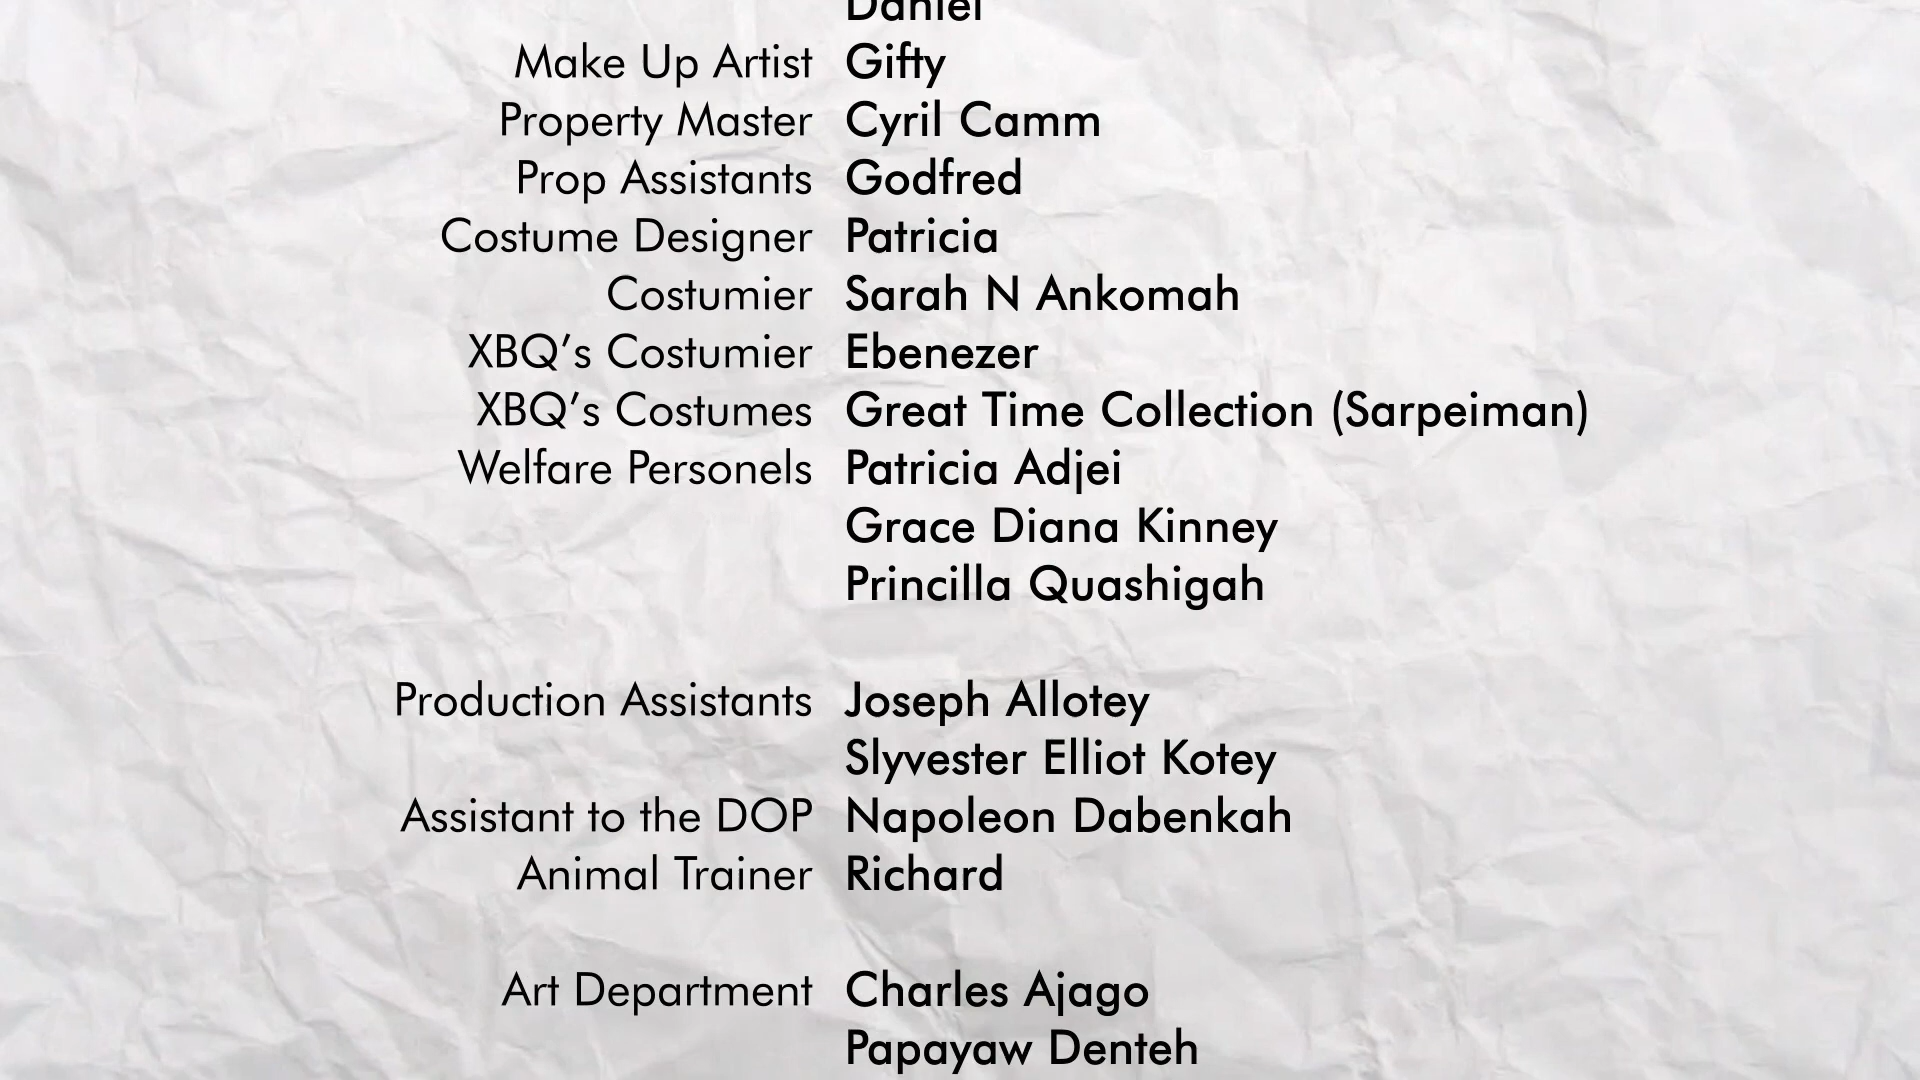 Daniel
Make Up Artist Gifty
Property Master Cyril Camm
Prop Assistants Godfred
Costume Designer Patricia
Costumier Sarah N Ankomah
XBQ’s Costumier Ebenezer
XBQ’s Costumes Great Time Collection (Sarpeiman)
Welfare Personels Patricia Adjei
Grace Diana Kinney
Princilla Quashigah
Production Assistants Joseph Allotey
Slyvester Elliot Kotey
Assistant to the DOP Napoleon Dabenkah
Animal Trainer Richard
Art Department Charles Ajago
Papayaw Denteh